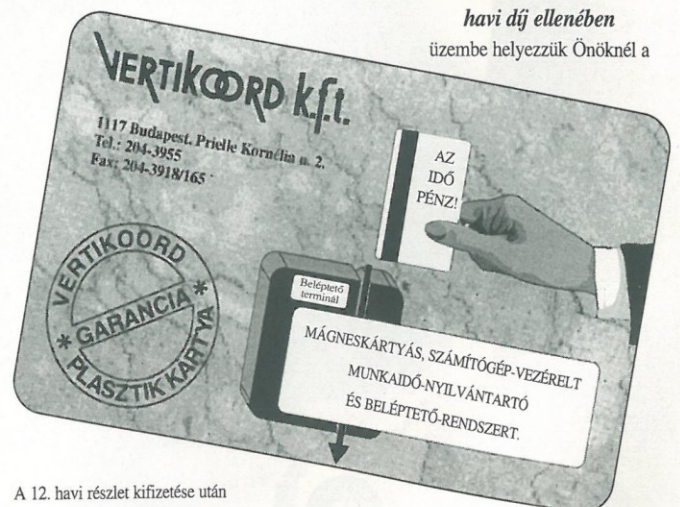 havi díj ellenében
üzembe helyezzük Önöknél a
VERTIKOORD k.f.t.
1117 Budapest. Prielle Kornélia u. 2.
Tel.: 204-3955
Fax: 204-3918/165
AZ
IDŐ
PÉNZ!
VERTIKOORD
* GARANCIA *
PLASZTIK KÁRTYA
Beléptető
terminál
MÁGNESKÁRTYÁS, SZÁMÍTÓGÉP-VEZÉRELT
MUNKAIDŐ-NYILVÁNTARTÓ
ÉS BELÉPTETŐ-RENDSZERT.
A 12. havi részlet kifizetése után